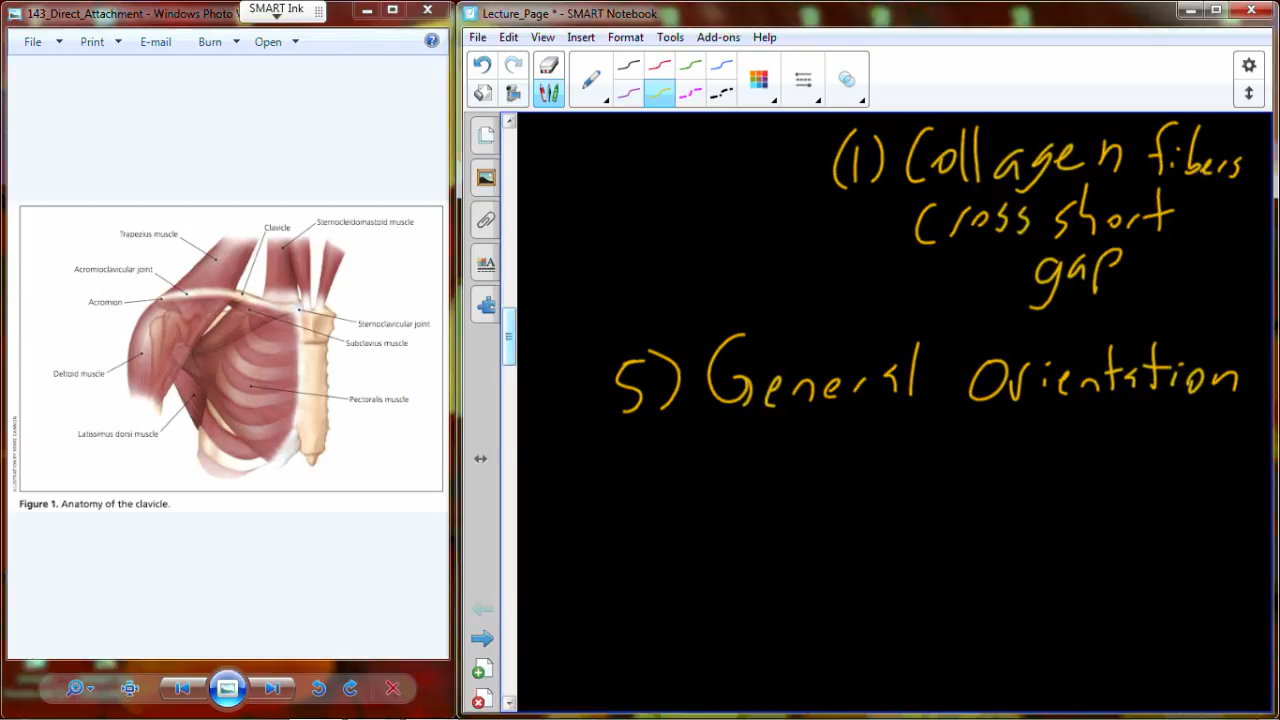 143_Direct_Attachment - Windows Photo V
SMART Ink
File Print E-mail Burn Open
Sternocleidomastoid muscle
Clavicle
Trapezius muscle
Acromioclavicular joint
Acromion
Sternoclavicular joint
Subclavius muscle
Deltoid muscle
Pectoralis muscle
Latissimus dorsi muscle
Figure 1. Anatomy of the clavicle.
Lecture_Page * - SMART Notebook
File Edit View Insert Format Tools Add-ons Help
(1) Collagen fibers
cross short
gap
5) General Orientation